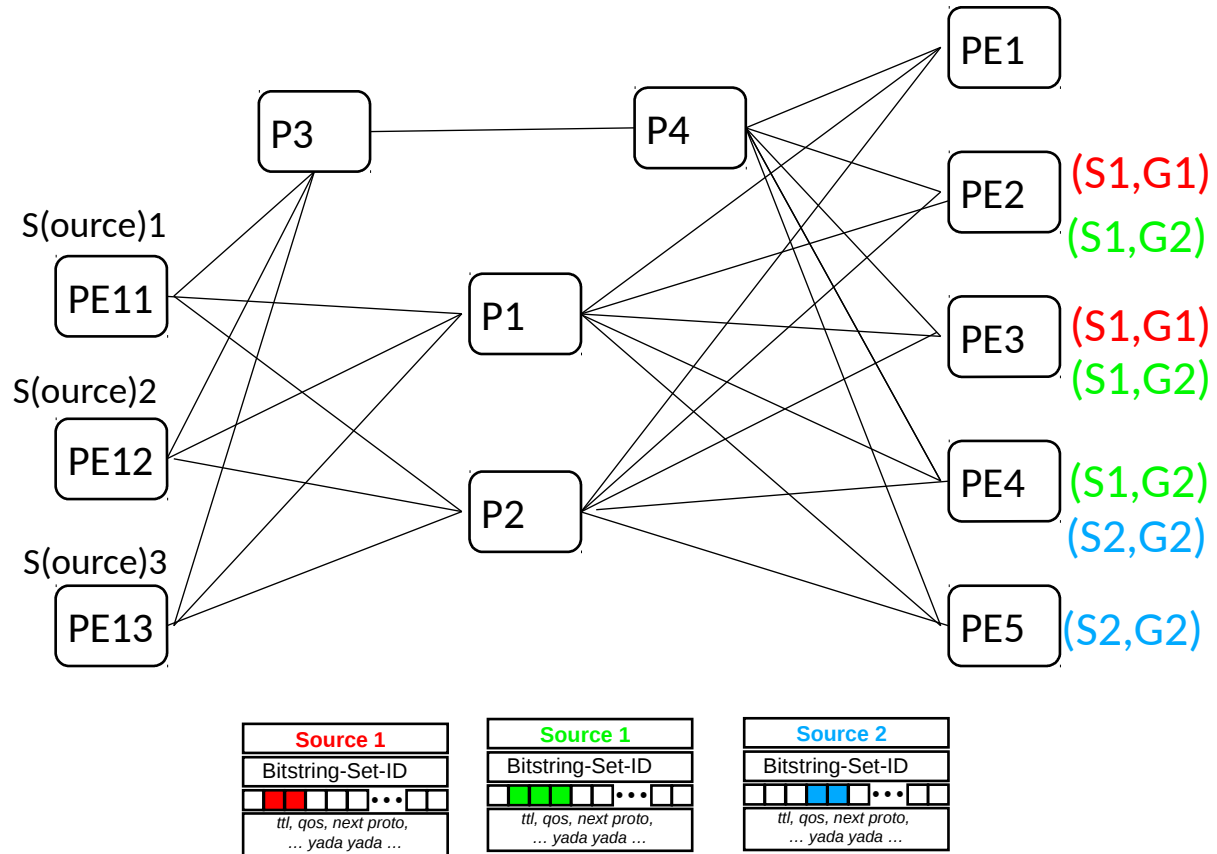 PE1
P3
P4
PE2
(S1,G1)
(S1,G2)
S(ource)1
PE11
P1
PE3
(S1,G1)
(S1,G2)
S(ource)2
PE12
P2
PE4
(S1,G2)
(S2,G2)
S(ource)3
PE13
PE5
(S2,G2)
Source 1
Bitstring-Set-ID
•••
ttl, qos, next proto,
… yada yada …
Source 1
Bitstring-Set-ID
•••
ttl, qos, next proto,
… yada yada …
Source 2
Bitstring-Set-ID
•••
ttl, qos, next proto,
… yada yada …